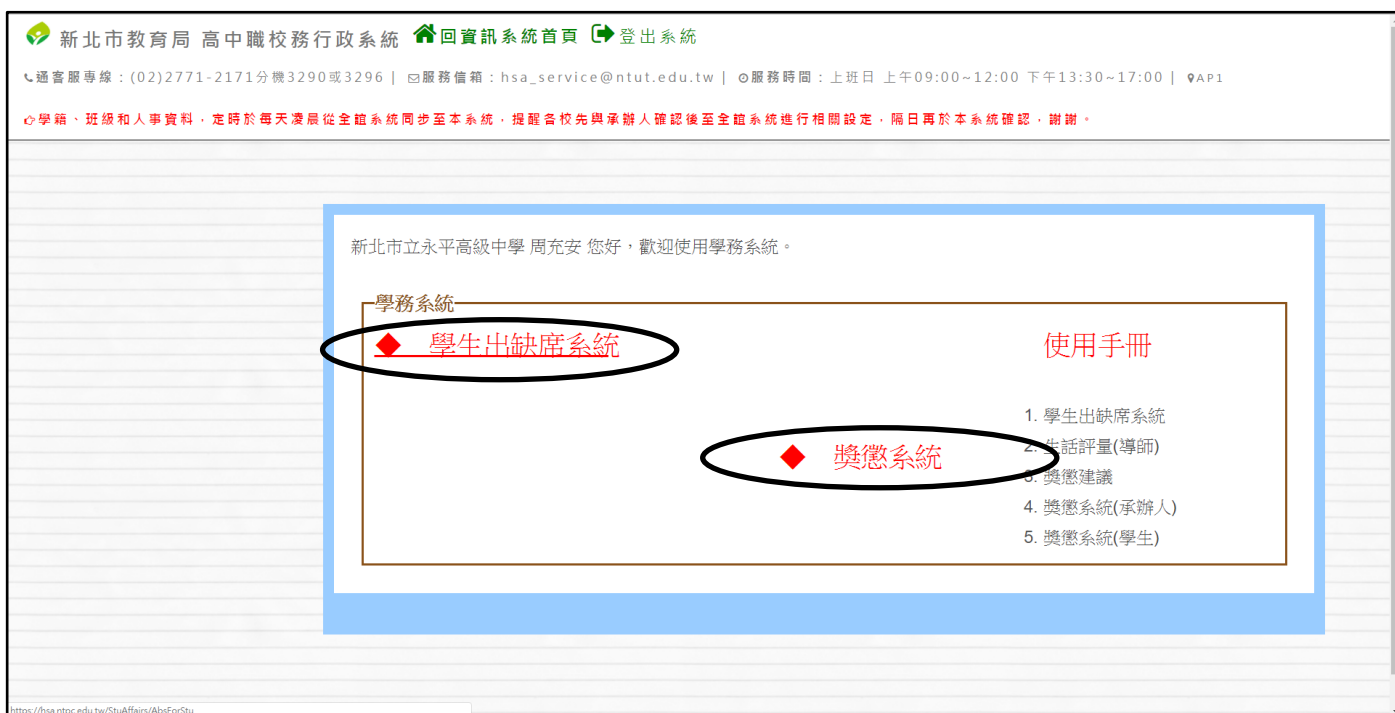 新北市教育局 高中職校務行政系統 回資訊系統首頁 登出系統
通客服專線：(02)2771-2171分機3290或3296 | 服務信箱：hsa_service@ntut.edu.tw | 服務時間：上班日 上午09:00~12:00 下午13:30~17:00 | AP1
學籍、班級和人事資料，定時於每天凌晨從全誼系統同步至本系統，提醒各校先與承辦人確認後至全誼系統進行相關設定，隔日再於本系統確認，謝謝。
新北市立永平高級中學 周充安 您好，歡迎使用學務系統。
學務系統
◆ 學生出缺席系統
◆ 獎懲系統
使用手冊
1. 學生出缺席系統
2. 生活評量(導師)
3. 獎懲建議
4. 獎懲系統(承辦人)
5. 獎懲系統(學生)
https://hsa.ntpc.edu.tw/StuAffairs/AbsForStu